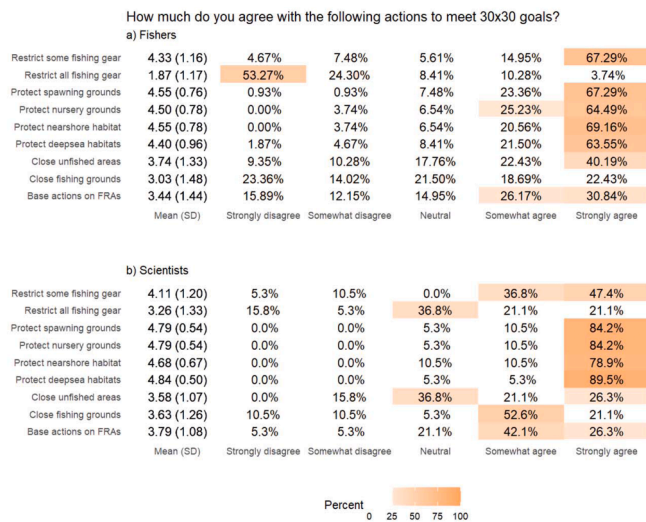 How much do you agree with the following actions to meet 30x30 goals?
a) Fishers
Restrict some fishing gear 4.33 (1.16) 4.67% 7.48% 5.61% 14.95% 67.29%
Restrict all fishing gear 1.87 (1.17) 53.27% 24.30% 8.41% 10.28% 3.74%
Protect spawning grounds 4.55 (0.76) 0.93% 0.93% 7.48% 23.36% 67.29%
Protect nursery grounds 4.50 (0.78) 0.00% 3.74% 6.54% 25.23% 64.49%
Protect nearshore habitat 4.55 (0.78) 0.00% 3.74% 6.54% 20.56% 69.16%
Protect deepsea habitats 4.40 (0.96) 1.87% 4.67% 8.41% 21.50% 63.55%
Close unfished areas 3.74 (1.33) 9.35% 10.28% 17.76% 22.43% 40.19%
Close fishing grounds 3.03 (1.48) 23.36% 14.02% 21.50% 18.69% 22.43%
Base actions on FRAs 3.44 (1.44) 15.89% 12.15% 14.95% 26.17% 30.84%
Mean (SD) Strongly disagree Somewhat disagree Neutral Somewhat agree Strongly agree
b) Scientists
Restrict some fishing gear 4.11 (1.20) 5.3% 10.5% 0.0% 36.8% 47.4%
Restrict all fishing gear 3.26 (1.33) 15.8% 5.3% 36.8% 21.1% 21.1%
Protect spawning grounds 4.79 (0.54) 0.0% 0.0% 5.3% 10.5% 84.2%
Protect nursery grounds 4.79 (0.54) 0.0% 0.0% 5.3% 10.5% 84.2%
Protect nearshore habitat 4.68 (0.67) 0.0% 0.0% 10.5% 10.5% 78.9%
Protect deepsea habitats 4.84 (0.50) 0.0% 0.0% 5.3% 5.3% 89.5%
Close unfished areas 3.58 (1.07) 0.0% 15.8% 36.8% 21.1% 26.3%
Close fishing grounds 3.63 (1.26) 10.5% 10.5% 5.3% 52.6% 21.1%
Base actions on FRAs 3.79 (1.08) 5.3% 5.3% 21.1% 42.1% 26.3%
Mean (SD) Strongly disagree Somewhat disagree Neutral Somewhat agree Strongly agree
Percent
0 25 50 75 100